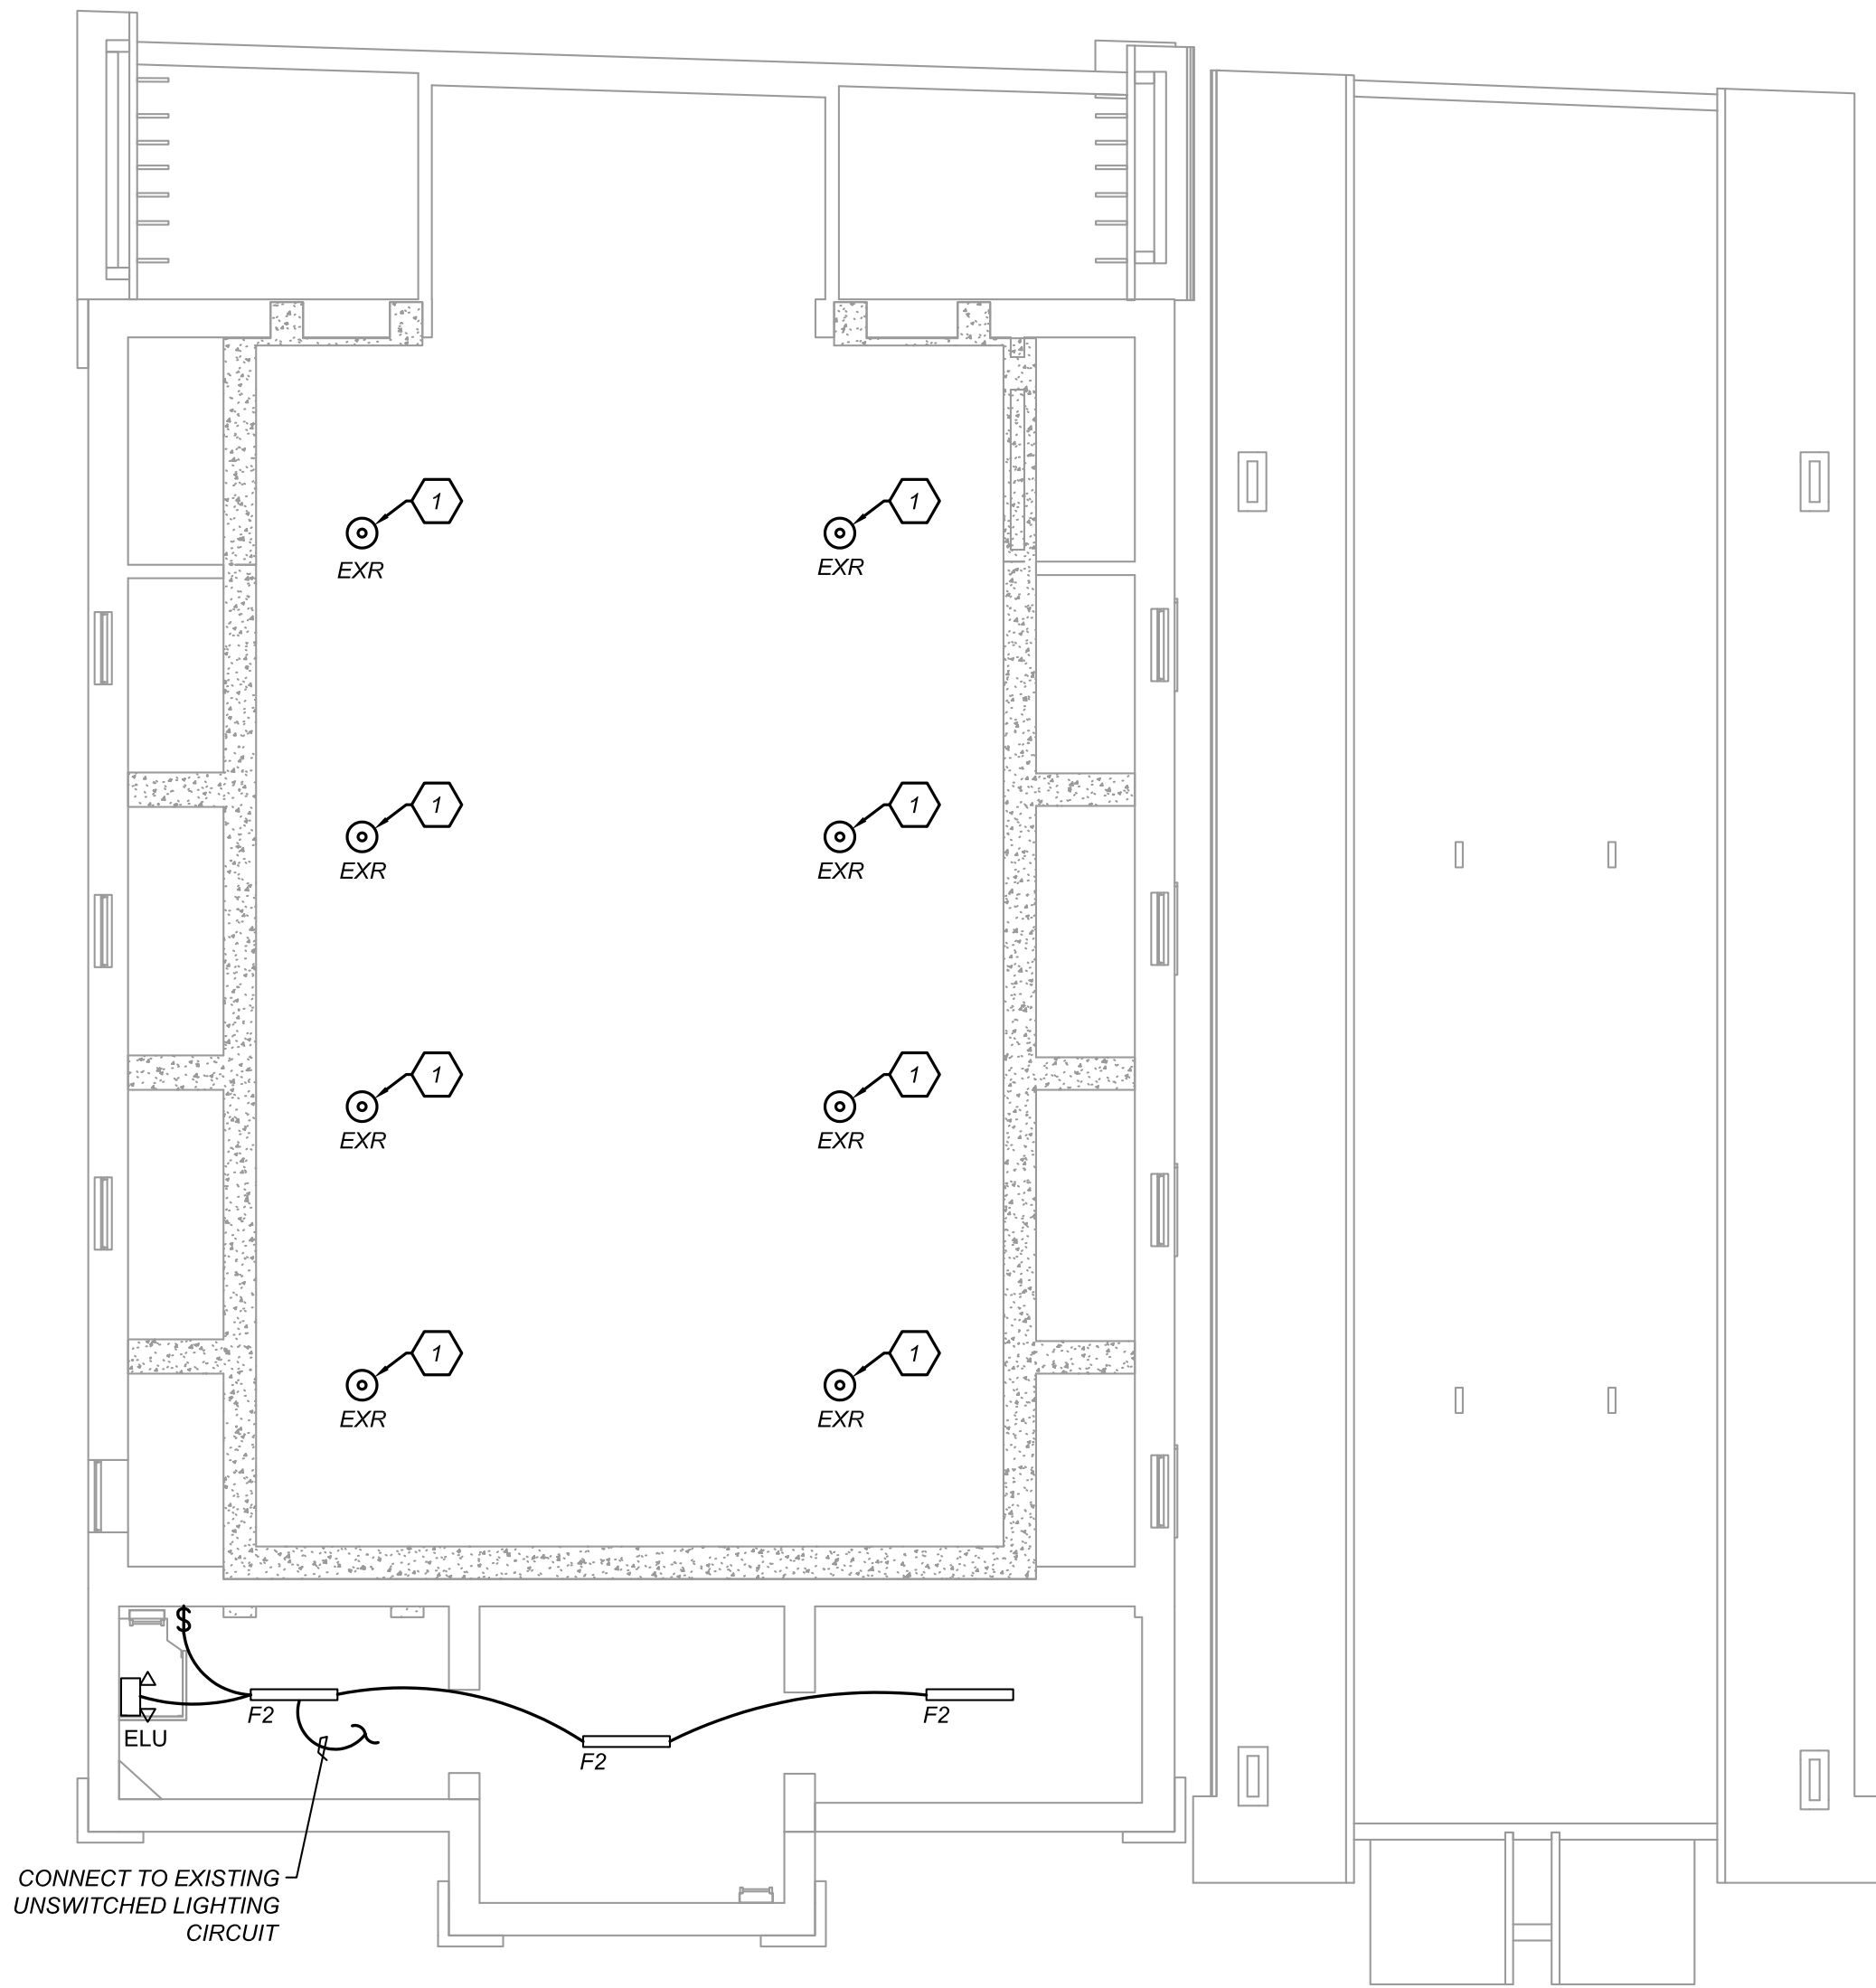 1
1
EXR
EXR
1
1
EXR
EXR
1
1
EXR
EXR
1
1
EXR
EXR
$
F2
F2
ELU
F2
CONNECT TO EXISTING
UNSWITCHED LIGHTING
CIRCUIT